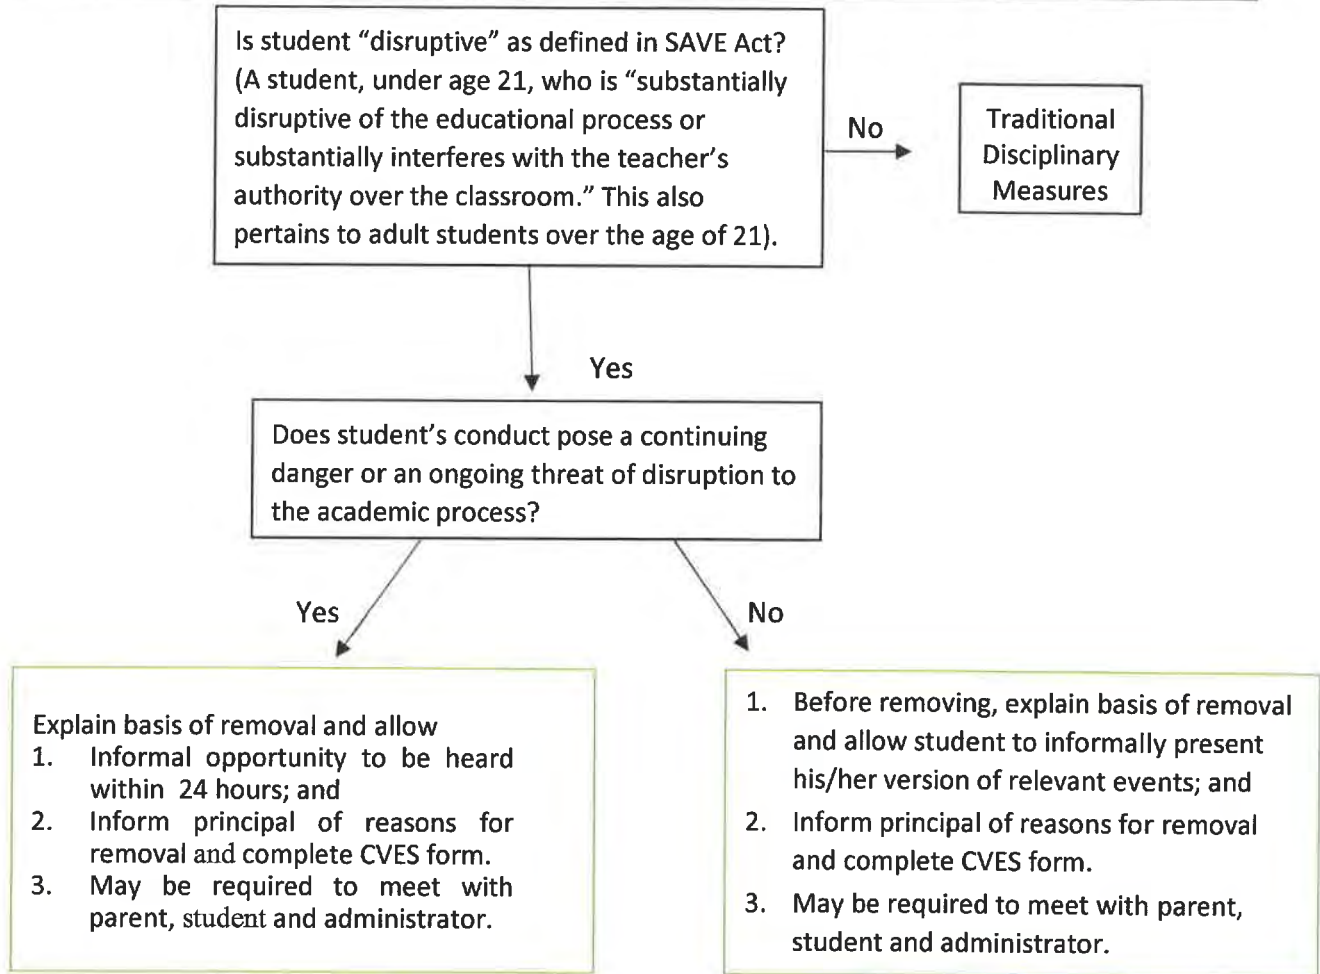 Is student “disruptive” as defined in SAVE Act?
(A student, under age 21, who is “substantially
disruptive of the educational process or
substantially interferes with the teacher’s
authority over the classroom.” This also
pertains to adult students over the age of 21).
No
Traditional
Disciplinary
Measures
Yes
Does student’s conduct pose a continuing
danger or an ongoing threat of disruption to
the academic process?
Yes
No
Explain basis of removal and allow
1. Informal opportunity to be heard
within 24 hours; and
2. Inform principal of reasons for
removal and complete CVES form.
3. May be required to meet with
parent, student and administrator.
1. Before removing, explain basis of removal
and allow student to informally present
his/her version of relevant events; and
2. Inform principal of reasons for removal
and complete CVES form.
3. May be required to meet with parent,
student and administrator.